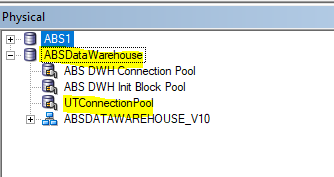 Physical
ABS1
ABSDataWarehouse
ABS DWH Connection Pool
ABS DWH Init Block Pool
UTConnectionPool
ABSDATAWAREHOUSE_V10